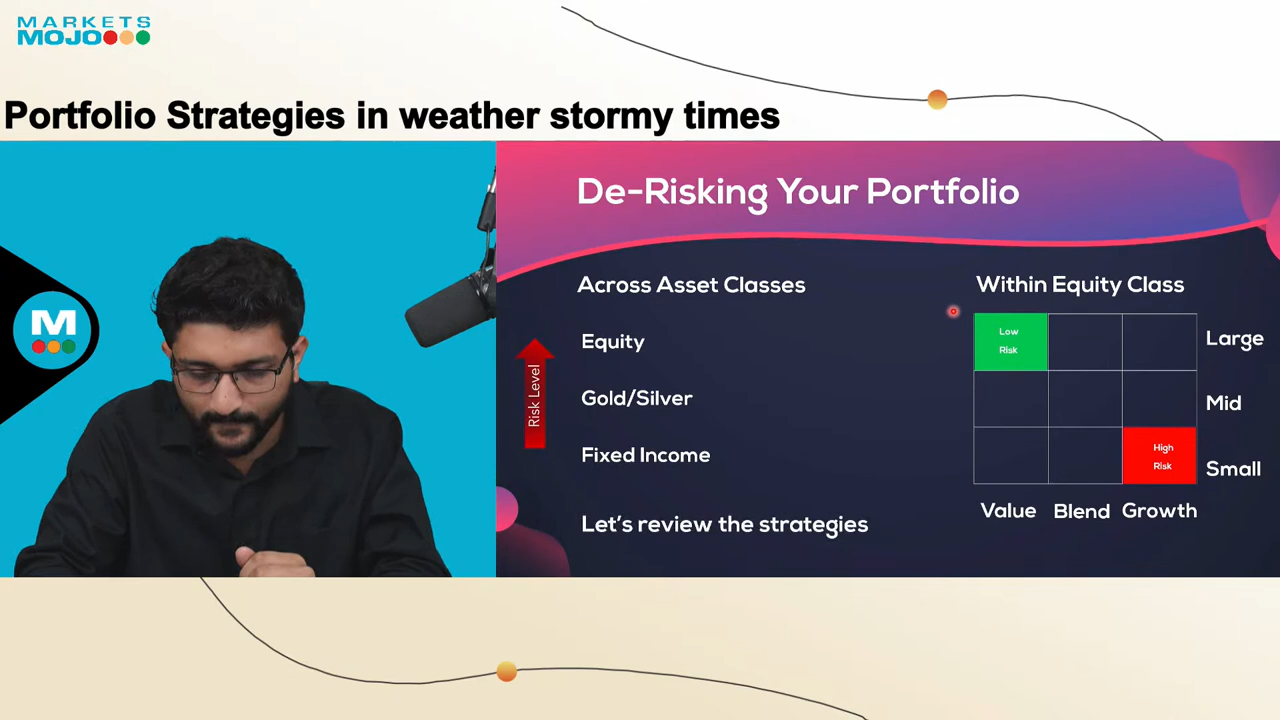 MARKETS
MOJO
Portfolio Strategies in weather stormy times
M
De-Risking Your Portfolio
Across Asset Classes
Equity
Gold/Silver
Fixed Income
Risk Level
Let's review the strategies
Within Equity Class
Low
Risk
High
Risk
Large
Mid
Small
Value Blend Growth